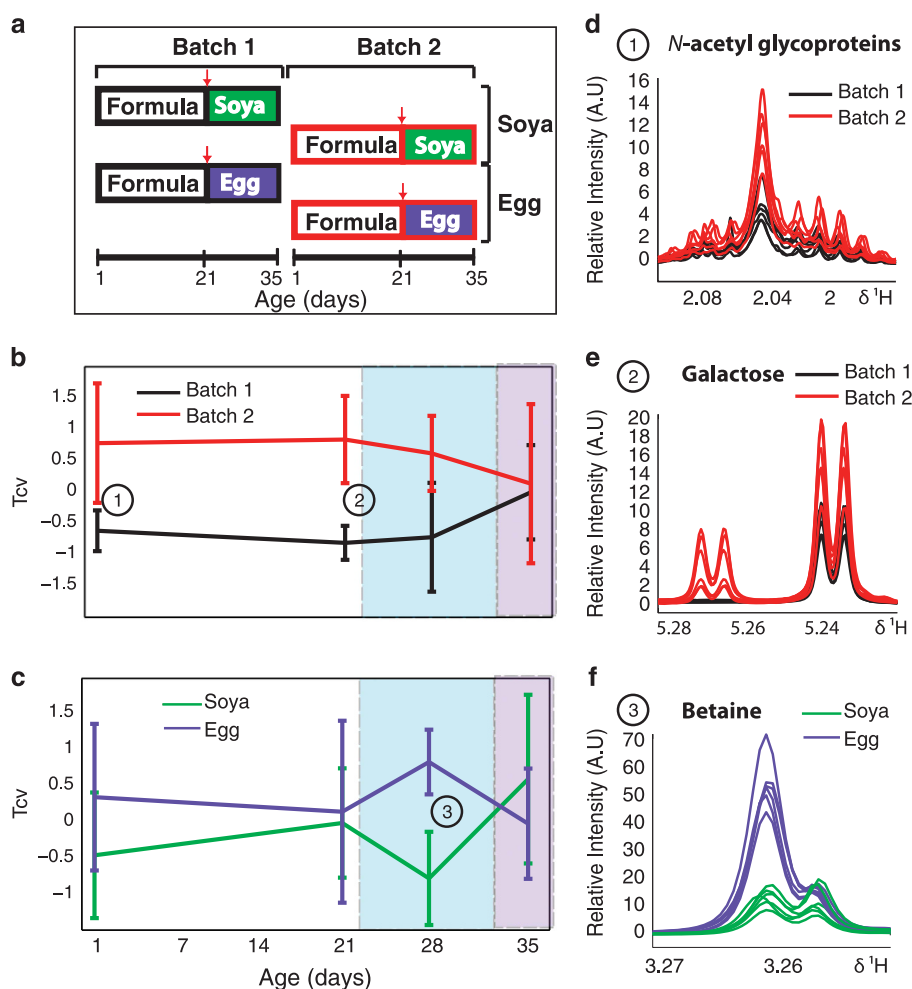 a
Batch 1
Batch 2
Formula
Soya
Formula
Soya
Soya
Formula
Egg
Formula
Egg
Egg
1
21
35
1
21
35
Age (days)
b
1.5
1
0.5
0
−0.5
−1
−1.5
Tcv
Batch 1
Batch 2
1
2
c
1.5
1
0.5
0
−0.5
−1
Tcv
Soya
Egg
3
1
7
14
21
28
35
Age (days)
d
1 N-acetyl glycoproteins
16
14
12
10
8
6
4
2
0
Relative Intensity (A.U)
Batch 1
Batch 2
2.08
2.04
2
δ ¹H
e
2 Galactose
Batch 1
Batch 2
20
18
16
14
12
10
8
6
4
2
0
Relative Intensity (A.U)
5.28
5.26
5.24
δ ¹H
f
3 Betaine
Soya
Egg
70
60
50
40
30
20
10
0
Relative Intensity (A.U)
3.27
3.26
δ ¹H